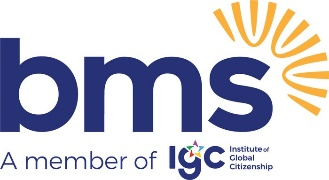 bms
A member of IGC Institute of
Global
Citizenship